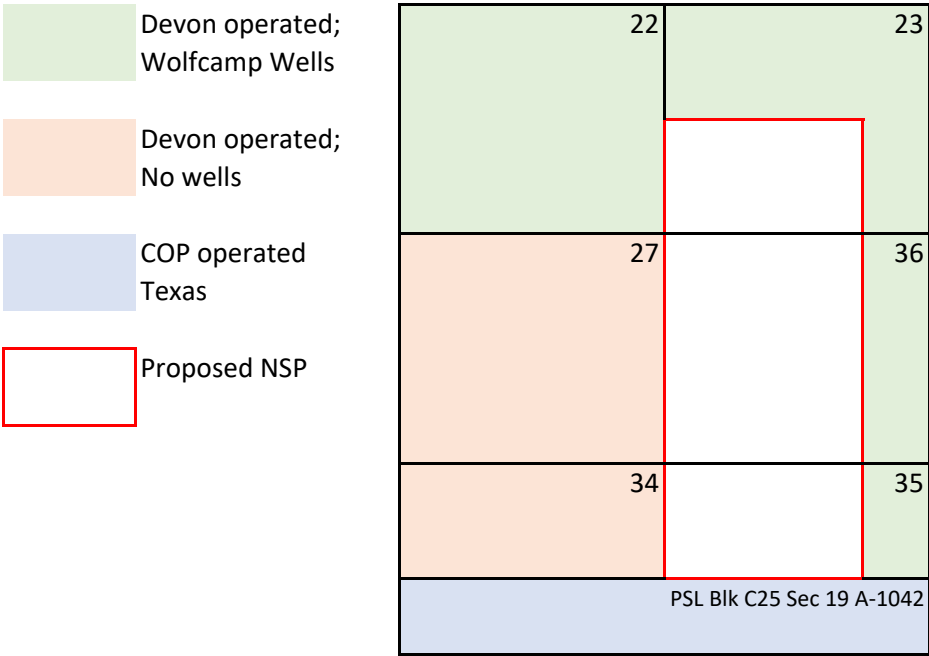 Devon operated;
Wolfcamp Wells
Devon operated;
No wells
COP operated
Texas
Proposed NSP
22
23
27
36
34
35
PSL Blk C25 Sec 19 A-1042